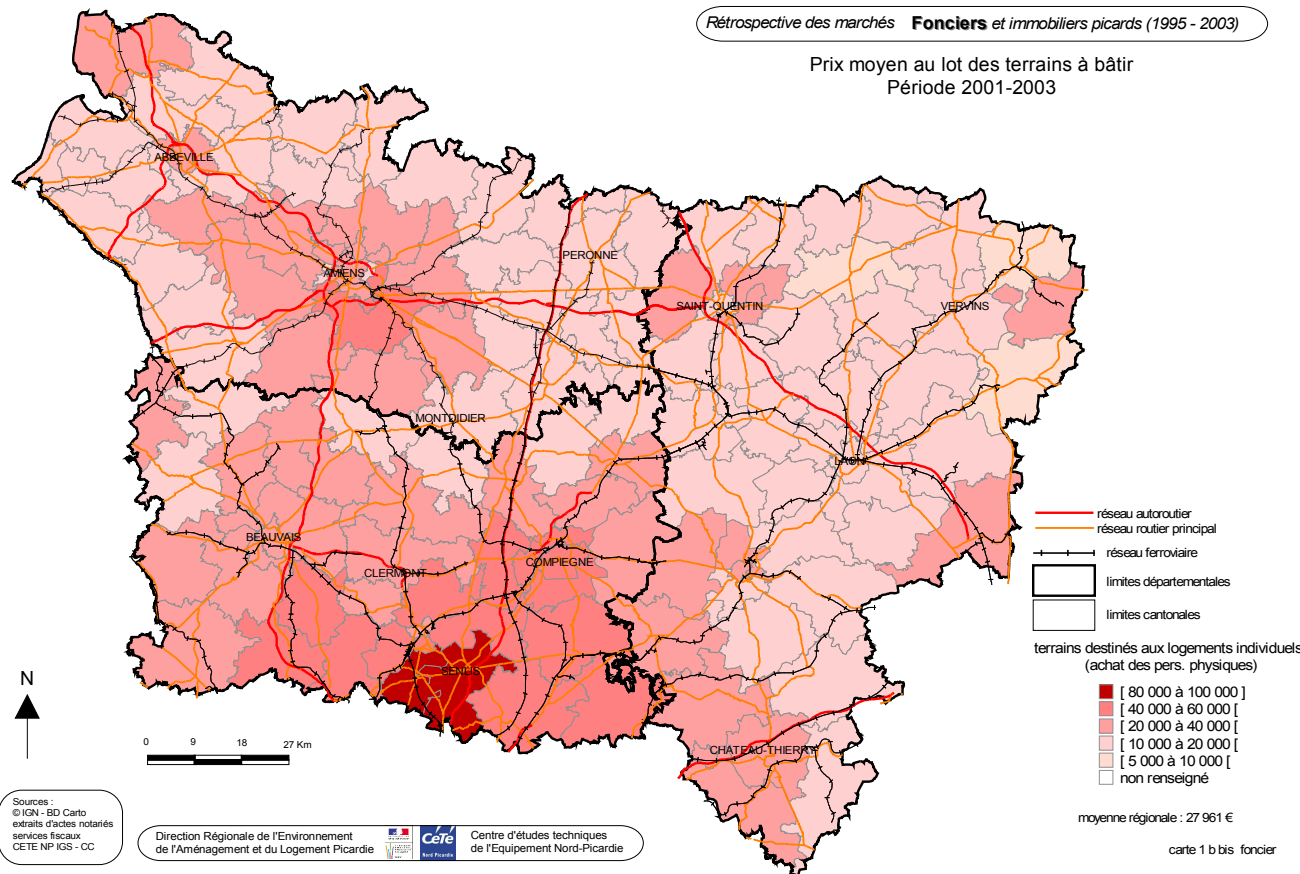 Rétrospective des marchés Fonciers et immobiliers picards (1995 - 2003)
Prix moyen au lot des terrains à bâtir
Période 2001-2003
ABBEVILLE
AMIENS
PERONNE
SAINT-QUENTIN
VERVINS
MONTDIDIER
LAON
BEAUVAIS
CLERMONT
COMPIEGNE
SENLIS
CHATEAU-THIERRY
réseau autoroutier
réseau routier principal
réseau ferroviaire
limites départementales
limites cantonales
terrains destinés aux logements individuels
(achat des pers. physiques)
[ 80 000 à 100 000 ]
[ 40 000 à 60 000 [
[ 20 000 à 40 000 [
[ 10 000 à 20 000 [
[ 5 000 à 10 000 [
non renseigné
moyenne régionale : 27 961 €
carte 1 b bis foncier
N
0 9 18 27 Km
Sources :
© IGN - BD Carto
extraits d'actes notariés
services fiscaux
CETE NP IGS - CC
Direction Régionale de l'Environnement
de l'Aménagement et du Logement Picardie
CeTe
Nord Picardie
Centre d'études techniques
de l'Equipement Nord-Picardie